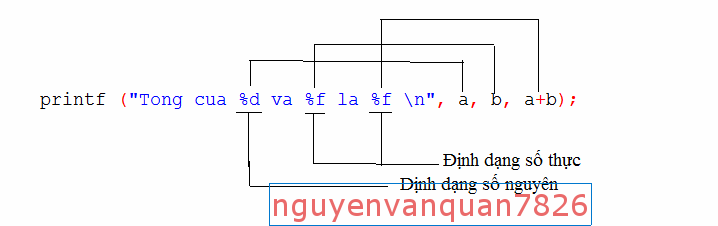 printf ("Tong cua %d va %f la %f \n", a, b, a+b);
Định dạng số thực
Định dạng số nguyên
nguyenvanquan7826